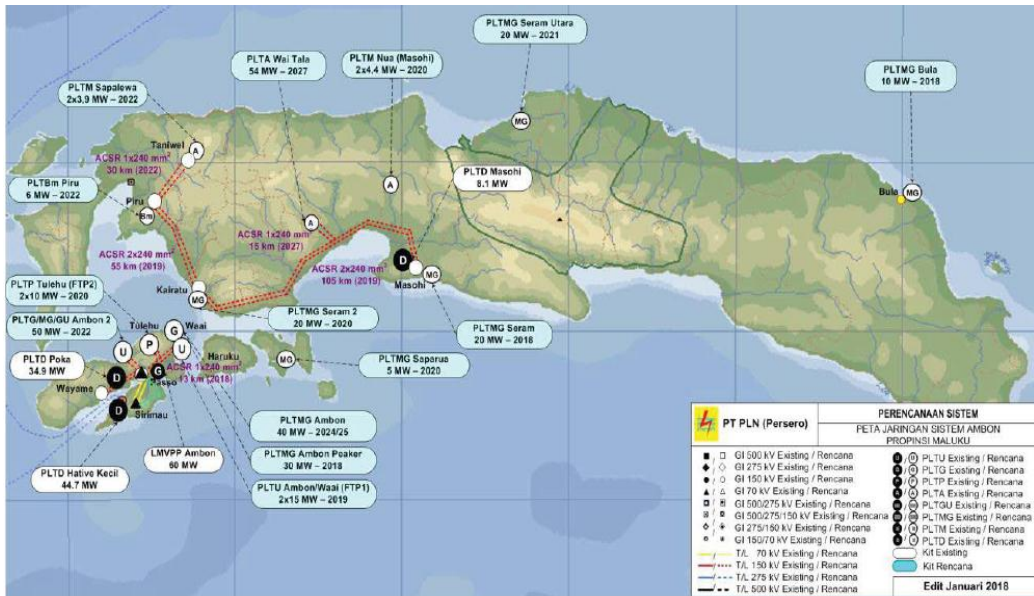 PLTMG Seram Utara
20 MW – 2021
PLTA Wai Tala
54 MW – 2027
PLTM Nua (Masohi)
2x4.4 MW – 2020
PLTMG Bula
10 MW – 2018
PLTM Sapalewa
2x3,9 MW – 2022
MG
Taniwel
A
ACSR 1x240 mm²
30 km (2022)
PLTD Masohi
8.1 MW
PLTBm Piru
6 MW – 2022
A
Bula
MG
Piru
Bm
A
ACSR 1x240 mm²
15 km (2027)
ACSR 2x240 mm²
55 km (2019)
ACSR 2x240 mm²
105 km (2019)
D
Masohi
MG
PLTP Tulehu (FTP2)
2x10 MW – 2020
Kairatu
MG
PLTMG Seram 2
20 MW – 2020
PLTMG Seram
20 MW – 2018
PLTG/MG/GU Ambon 2
50 MW – 2022
Tulehu
G
Waai
U
P
U
Haruku
MG
PLTMG Saparua
5 MW – 2020
PLTD Poka
34.9 MW
D
G
ACSR 1x240 mm²
13 km (2018)
Wayame
D
Sirimau
PLTMG Ambon
40 MW – 2024/25
LMVPP Ambon
60 MW
PLTMG Ambon Peaker
30 MW – 2018
PLTD Hative Kecil
44.7 MW
PLTU Ambon/Waai (FTP1)
2x15 MW – 2019
PT PLN (Persero)
PERENCANAAN SISTEM
PETA JARINGAN SISTEM AMBON
PROPINSI MALUKU
GI 500 kV Existing / Rencana
GI 275 kV Existing / Rencana
GI 150 kV Existing / Rencana
GI 70 kV Existing / Rencana
GI 500/275 kV Existing / Rencana
GI 500/275/150 kV Existing / Rencana
GI 275/150 kV Existing / Rencana
GI 150/70 kV Existing / Rencana
T/L 70 kV Existing / Rencana
T/L 150 kV Existing / Rencana
T/L 275 kV Existing / Rencana
T/L 500 kV Existing / Rencana
PLTU Existing / Rencana
PLTG Existing / Rencana
PLTP Existing / Rencana
PLTA Existing / Rencana
PLTGU Existing / Rencana
PLTMG Existing / Rencana
PLTM Existing / Rencana
PLTD Existing / Rencana
Kit Existing
Kit Rencana
Edit Januari 2018